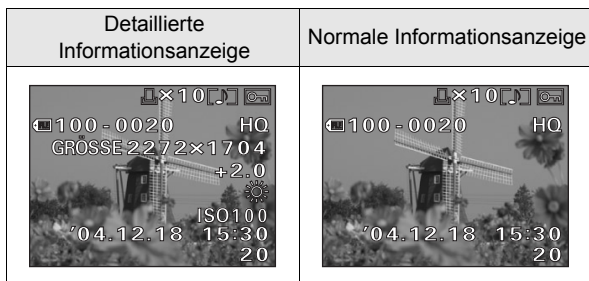 Detaillierte
Informationsanzeige
Normale Informationsanzeige
×10
100-0020 HQ
GRÖSSE 2272×1704
+2.0
ISO100
'04.12.18 15:30
20
×10
100-0020 HQ
'04.12.18 15:30
20